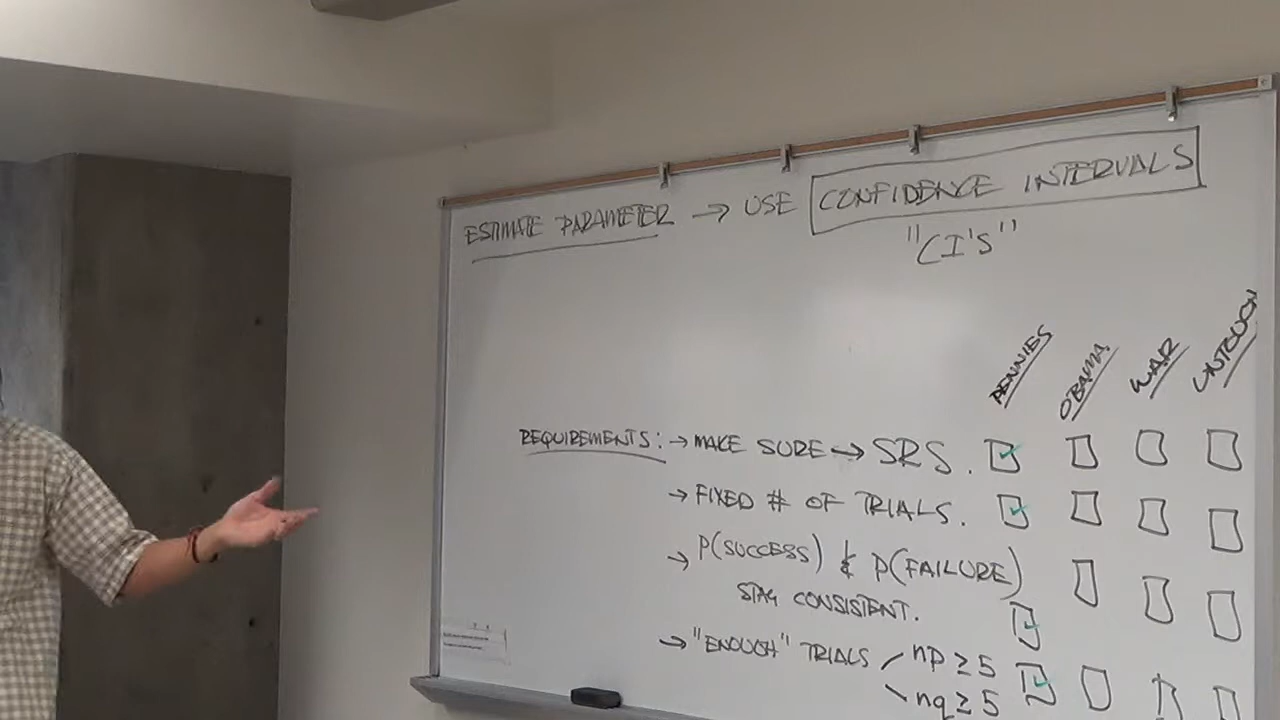 ESTIMATE PARAMETER → USE CONFIDENCE INTERVALS
"CI'S"
PENNIES OBAMA WAR UNTOUCH
REQUIREMENTS: → MAKE SURE → SRS.
→ FIXED # OF TRIALS.
→ P(SUCCESS) & P(FAILURE)
STAY CONSISTENT.
→ "ENOUGH" TRIALS np ≥ 5
nq ≥ 5